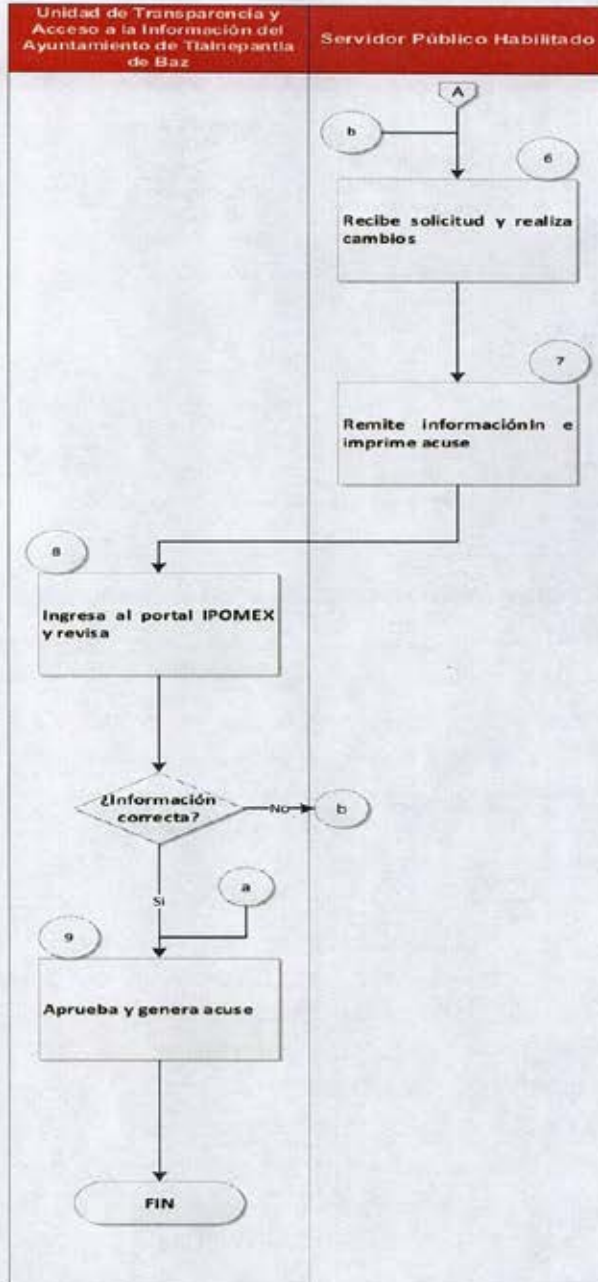 Unidad de Transparencia y
Acceso a la Información del
Ayuntamiento de Tlalnepantla
de Baz
Servidor Público Habilitado
A
b
6
Recibe solicitud y realiza
cambios
7
Remite informaciónIn e
imprime acuse
8
Ingresa al portal IPOMEX
y revisa
¿Información
correcta?
No
b
Si
a
9
Aprueba y genera acuse
FIN